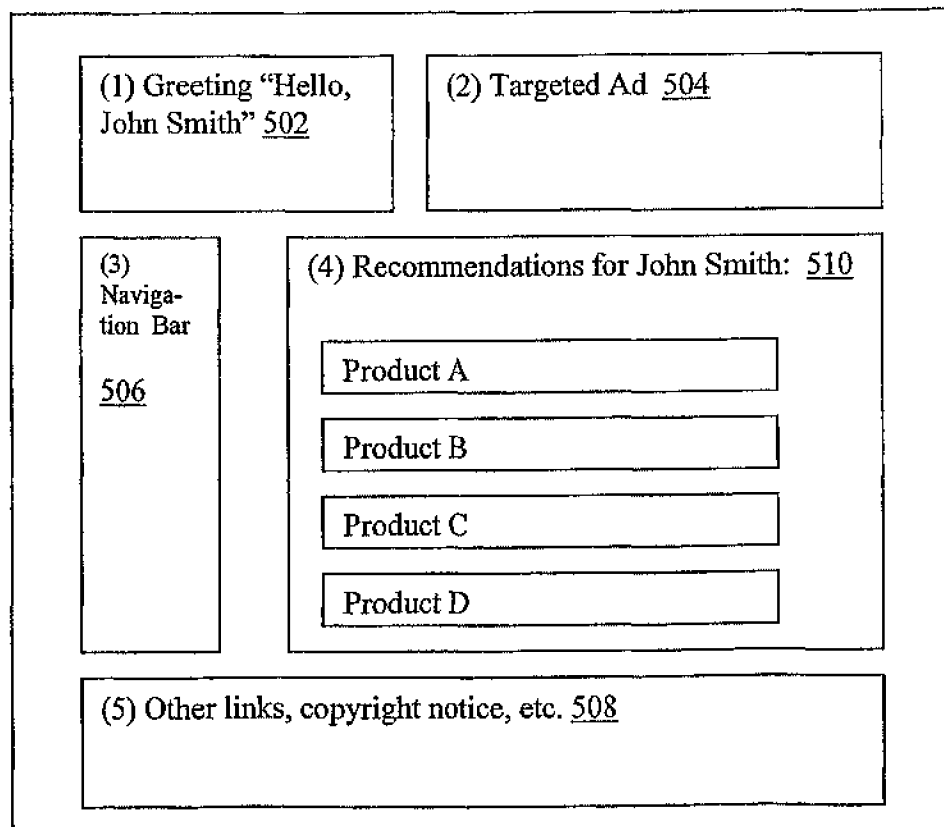 (1) Greeting “Hello,
John Smith” 502
(2) Targeted Ad 504
(3)
Naviga-
tion Bar
506
(4) Recommendations for John Smith: 510
Product A
Product B
Product C
Product D
(5) Other links, copyright notice, etc. 508